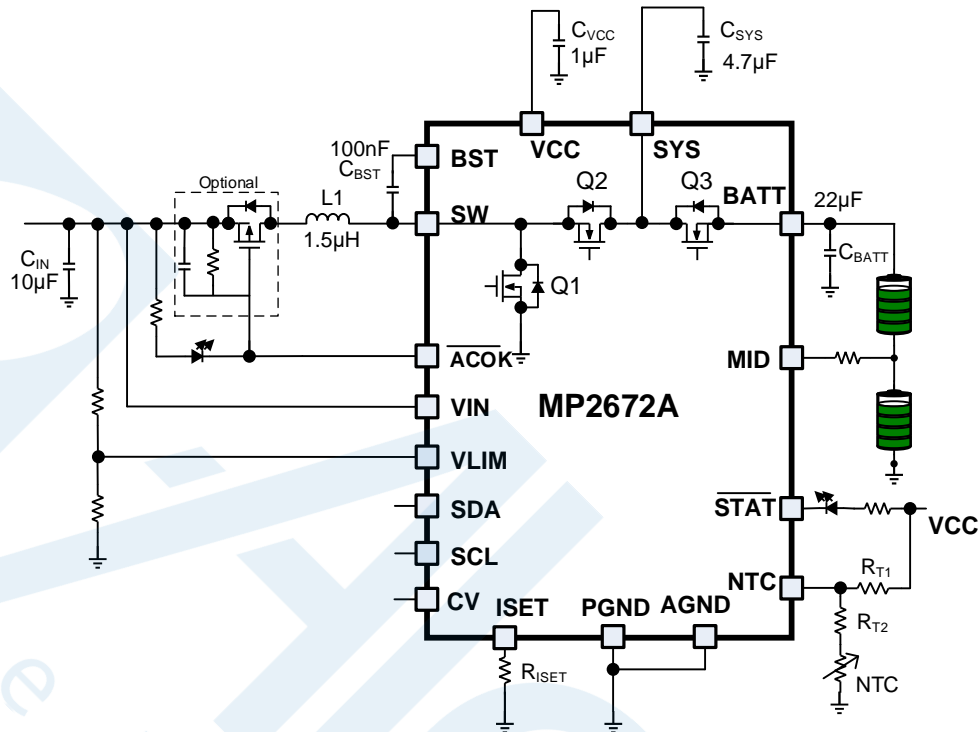 CVCC
1µF
CSYS
4.7µF
VCC
SYS
100nF
CBST
BST
Optional
L1
1.5µH
SW
Q2
Q3
BATT
22µF
CBATT
CIN
10µF
Q1
ACOK
MID
VIN
MP2672A
VLIM
SDA
STAT
VCC
SCL
NTC
RT1
CV
ISET
PGND
AGND
RT2
RISET
NTC
e